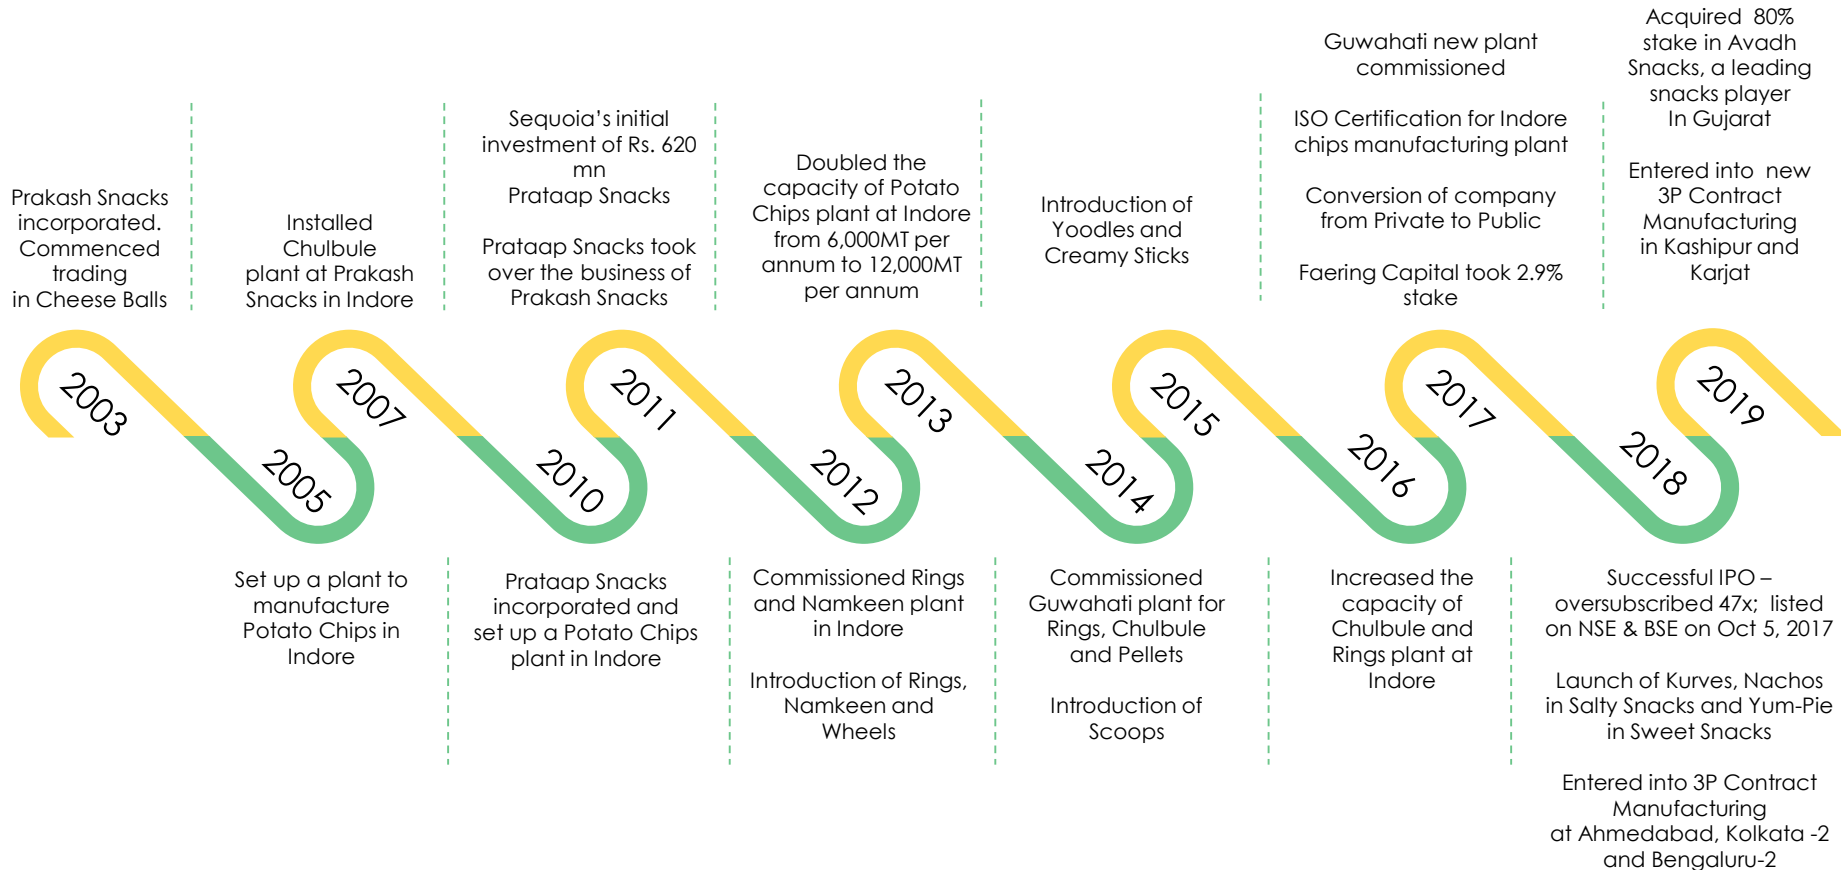 Prakash Snacks
incorporated.
Commenced
trading
in Cheese Balls
2003
2005
Set up a plant to
manufacture
Potato Chips in
Indore
Installed
Chulbule
plant at Prakash
Snacks in Indore
2007
2010
Prataap Snacks
incorporated and
set up a Potato Chips
plant in Indore
Sequoia's initial
investment of Rs. 620
mn
Prataap Snacks
Prataap Snacks took
over the business of
Prakash Snacks
2011
2012
Commissioned Rings
and Namkeen plant
in Indore
Introduction of Rings,
Namkeen and
Wheels
Doubled the
capacity of Potato
Chips plant at Indore
from 6,000MT per
annum to 12,000MT
per annum
2013
2014
Commissioned
Guwahati plant for
Rings, Chulbule
and Pellets
Introduction of
Scoops
Introduction of
Yoodles and
Creamy Sticks
2015
2016
Increased the
capacity of
Chulbule and
Rings plant at
Indore
Guwahati new plant
commissioned
ISO Certification for Indore
chips manufacturing plant
Conversion of company
from Private to Public
Faering Capital took 2.9%
stake
2017
2018
Successful IPO –
oversubscribed 47x; listed
on NSE & BSE on Oct 5, 2017
Launch of Kurves, Nachos
in Salty Snacks and Yum-Pie
in Sweet Snacks
Entered into 3P Contract
Manufacturing
at Ahmedabad, Kolkata -2
and Bengaluru-2
Acquired 80%
stake in Avadh
Snacks, a leading
snacks player
In Gujarat
Entered into new
3P Contract
Manufacturing
in Kashipur and
Karjat
2019